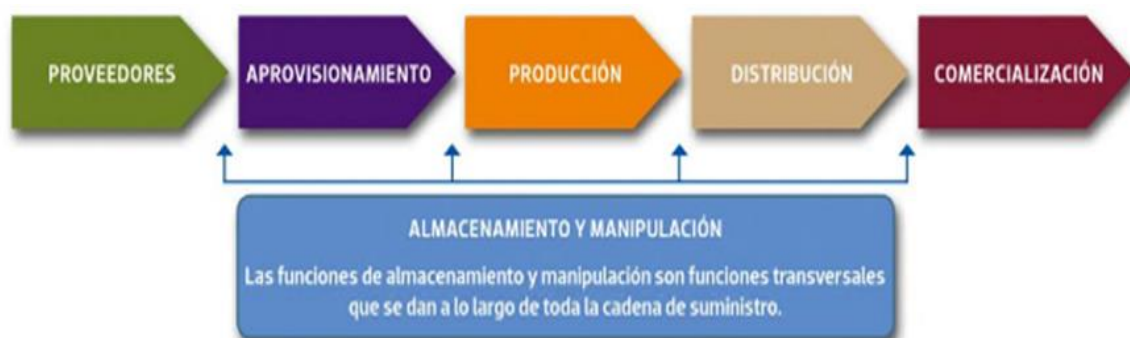 PROVEEDORES
APROVISIONAMIENTO
PRODUCCIÓN
DISTRIBUCIÓN
COMERCIALIZACIÓN
ALMACENAMIENTO Y MANIPULACIÓN
Las funciones de almacenamiento y manipulación son funciones transversales
que se dan a lo largo de toda la cadena de suministro.